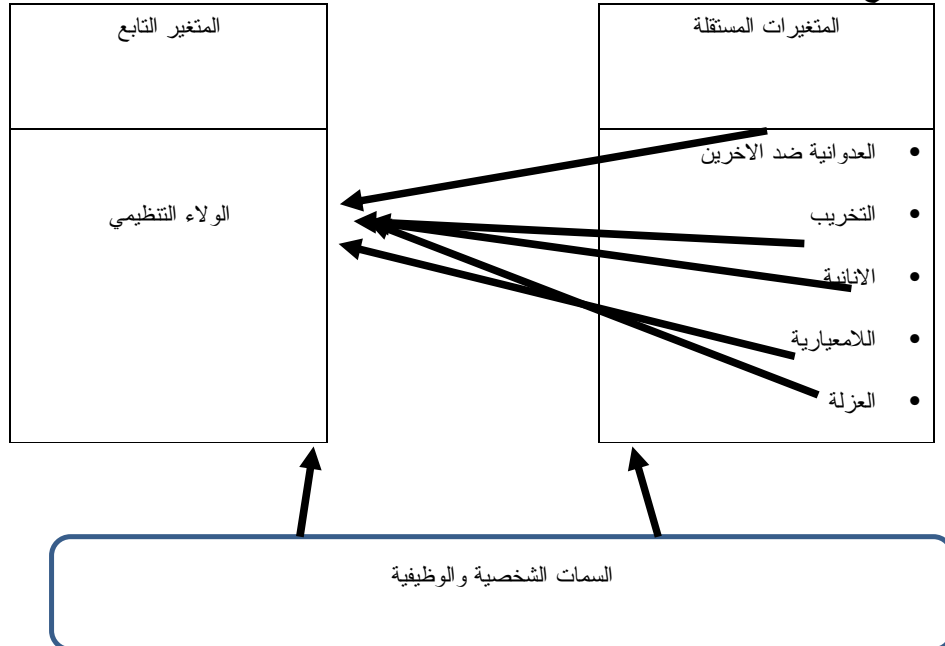 المتغيرات المستقلة
المتغير التابع
• العدوانية ضد الاخرين
• التخريب
• الانانية
• اللامعيارية
• العزلة
الولاء التنظيمي
السمات الشخصية والوظيفية